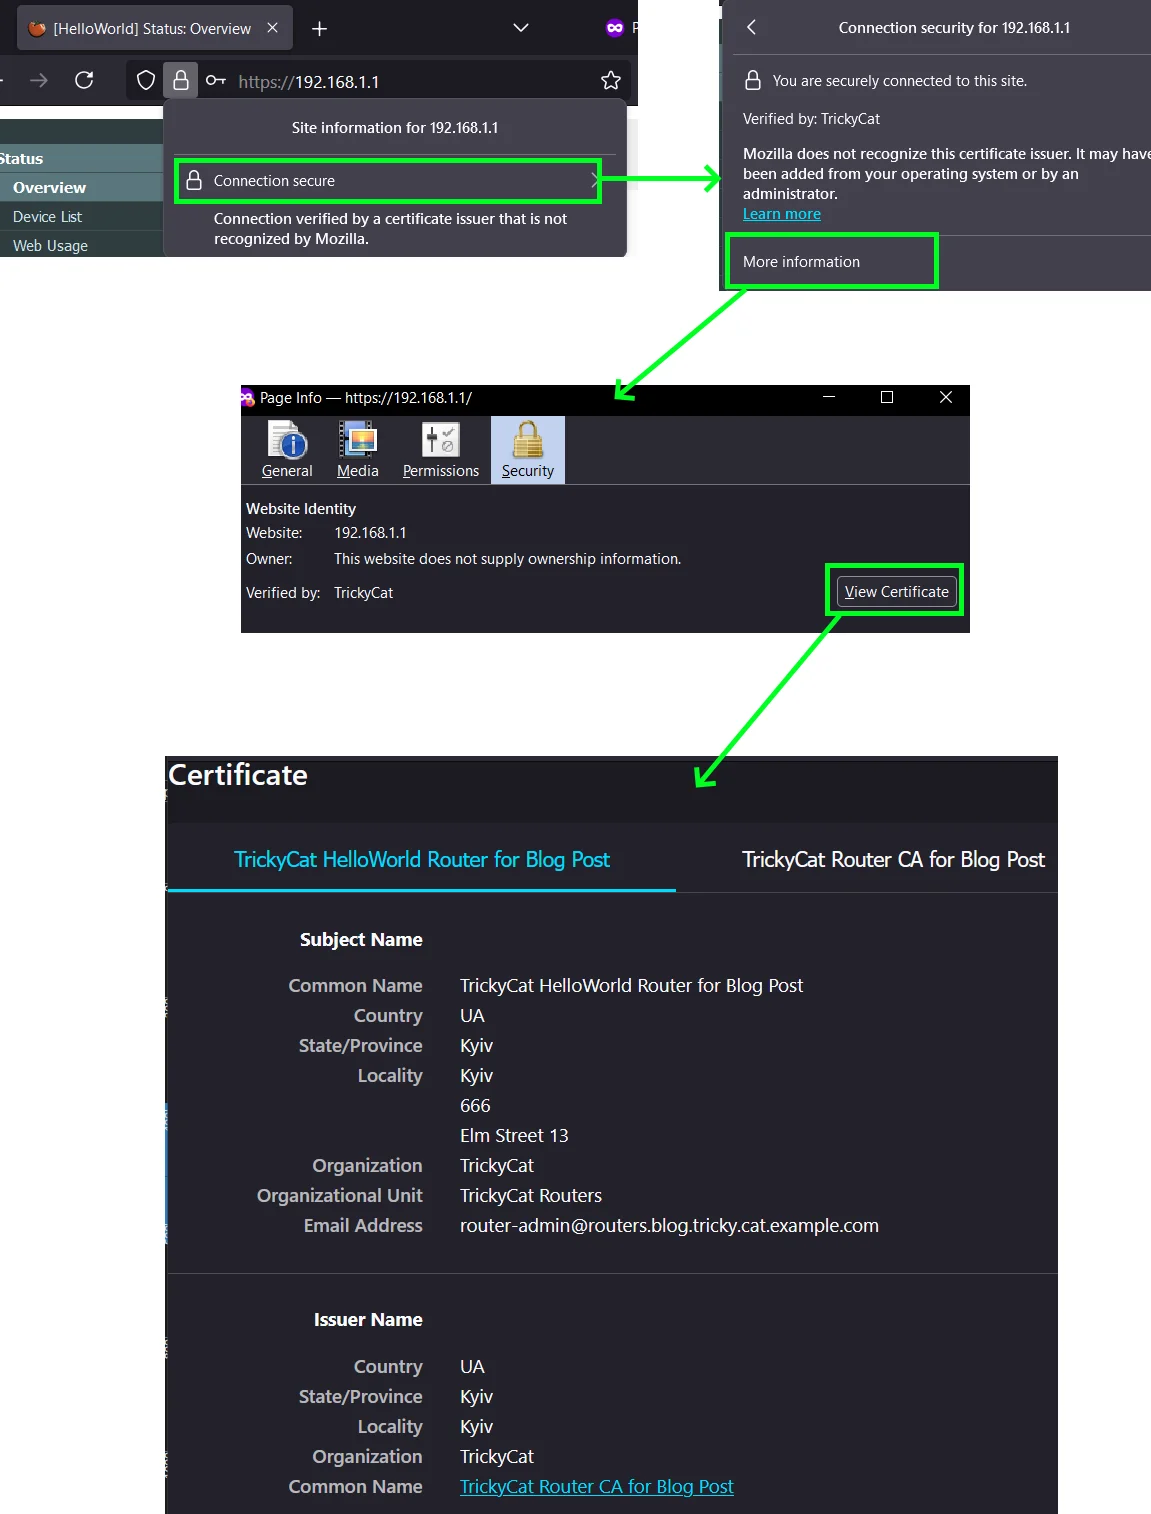 [HelloWorld] Status: Overview
https://192.168.1.1
Site information for 192.168.1.1
Connection secure
Connection verified by a certificate issuer that is not
recognized by Mozilla.
Status
Overview
Device List
Web Usage
Connection security for 192.168.1.1
You are securely connected to this site.
Verified by: TrickyCat
Mozilla does not recognize this certificate issuer. It may have
been added from your operating system or by an
administrator.
Learn more
More information
Page Info — https://192.168.1.1/
General
Media
Permissions
Security
Website Identity
Website: 192.168.1.1
Owner: This website does not supply ownership information.
Verified by: TrickyCat
View Certificate
Certificate
TrickyCat HelloWorld Router for Blog Post
TrickyCat Router CA for Blog Post
Subject Name
Common Name TrickyCat HelloWorld Router for Blog Post
Country UA
State/Province Kyiv
Locality Kyiv
666
Elm Street 13
Organization TrickyCat
Organizational Unit TrickyCat Routers
Email Address router-admin@routers.blog.tricky.cat.example.com
Issuer Name
Country UA
State/Province Kyiv
Locality Kyiv
Organization TrickyCat
Common Name TrickyCat Router CA for Blog Post